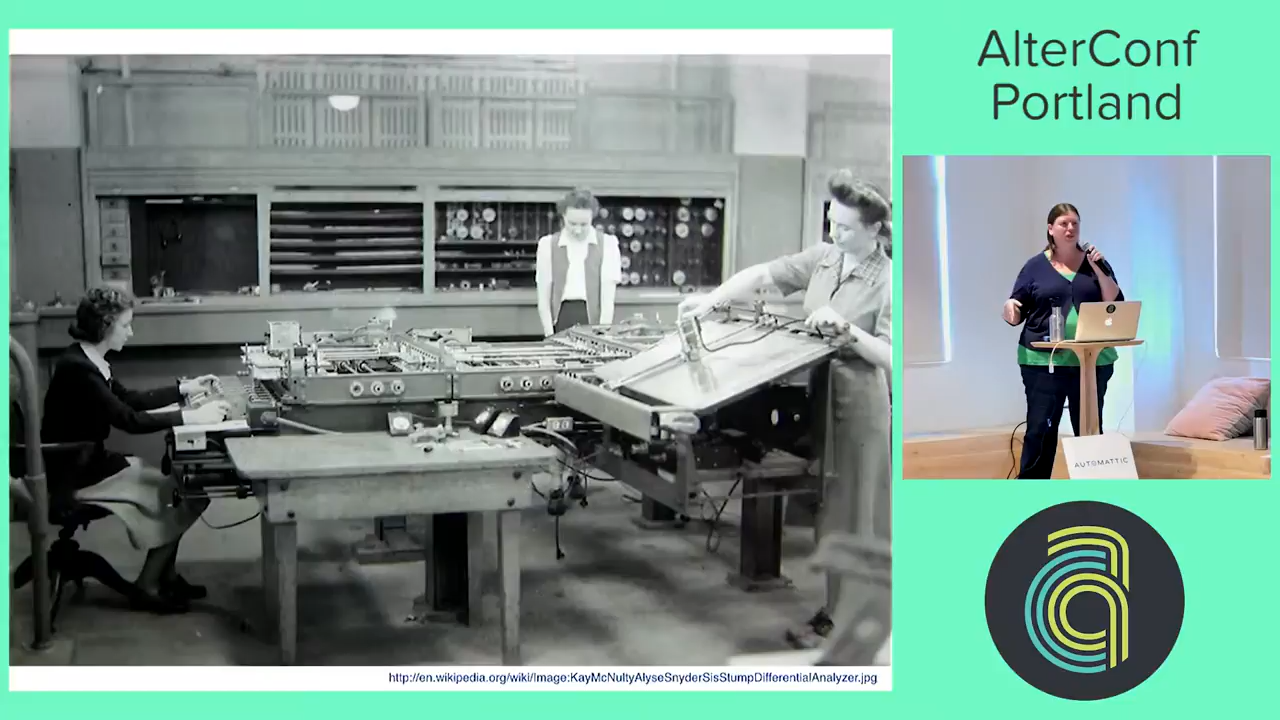 AlterConf
Portland
AUTOMATTIC
http://en.wikipedia.org/wiki/Image:KayMcNultyAlyseSnyderSisStumpDifferentialAnalyzer.jpg